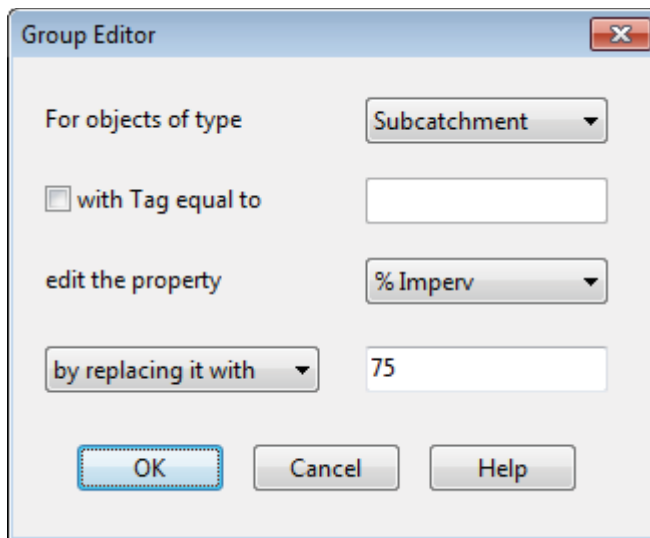 Group Editor
For objects of type Subcatchment
with Tag equal to
edit the property % Imperv
by replacing it with 75
OK Cancel Help